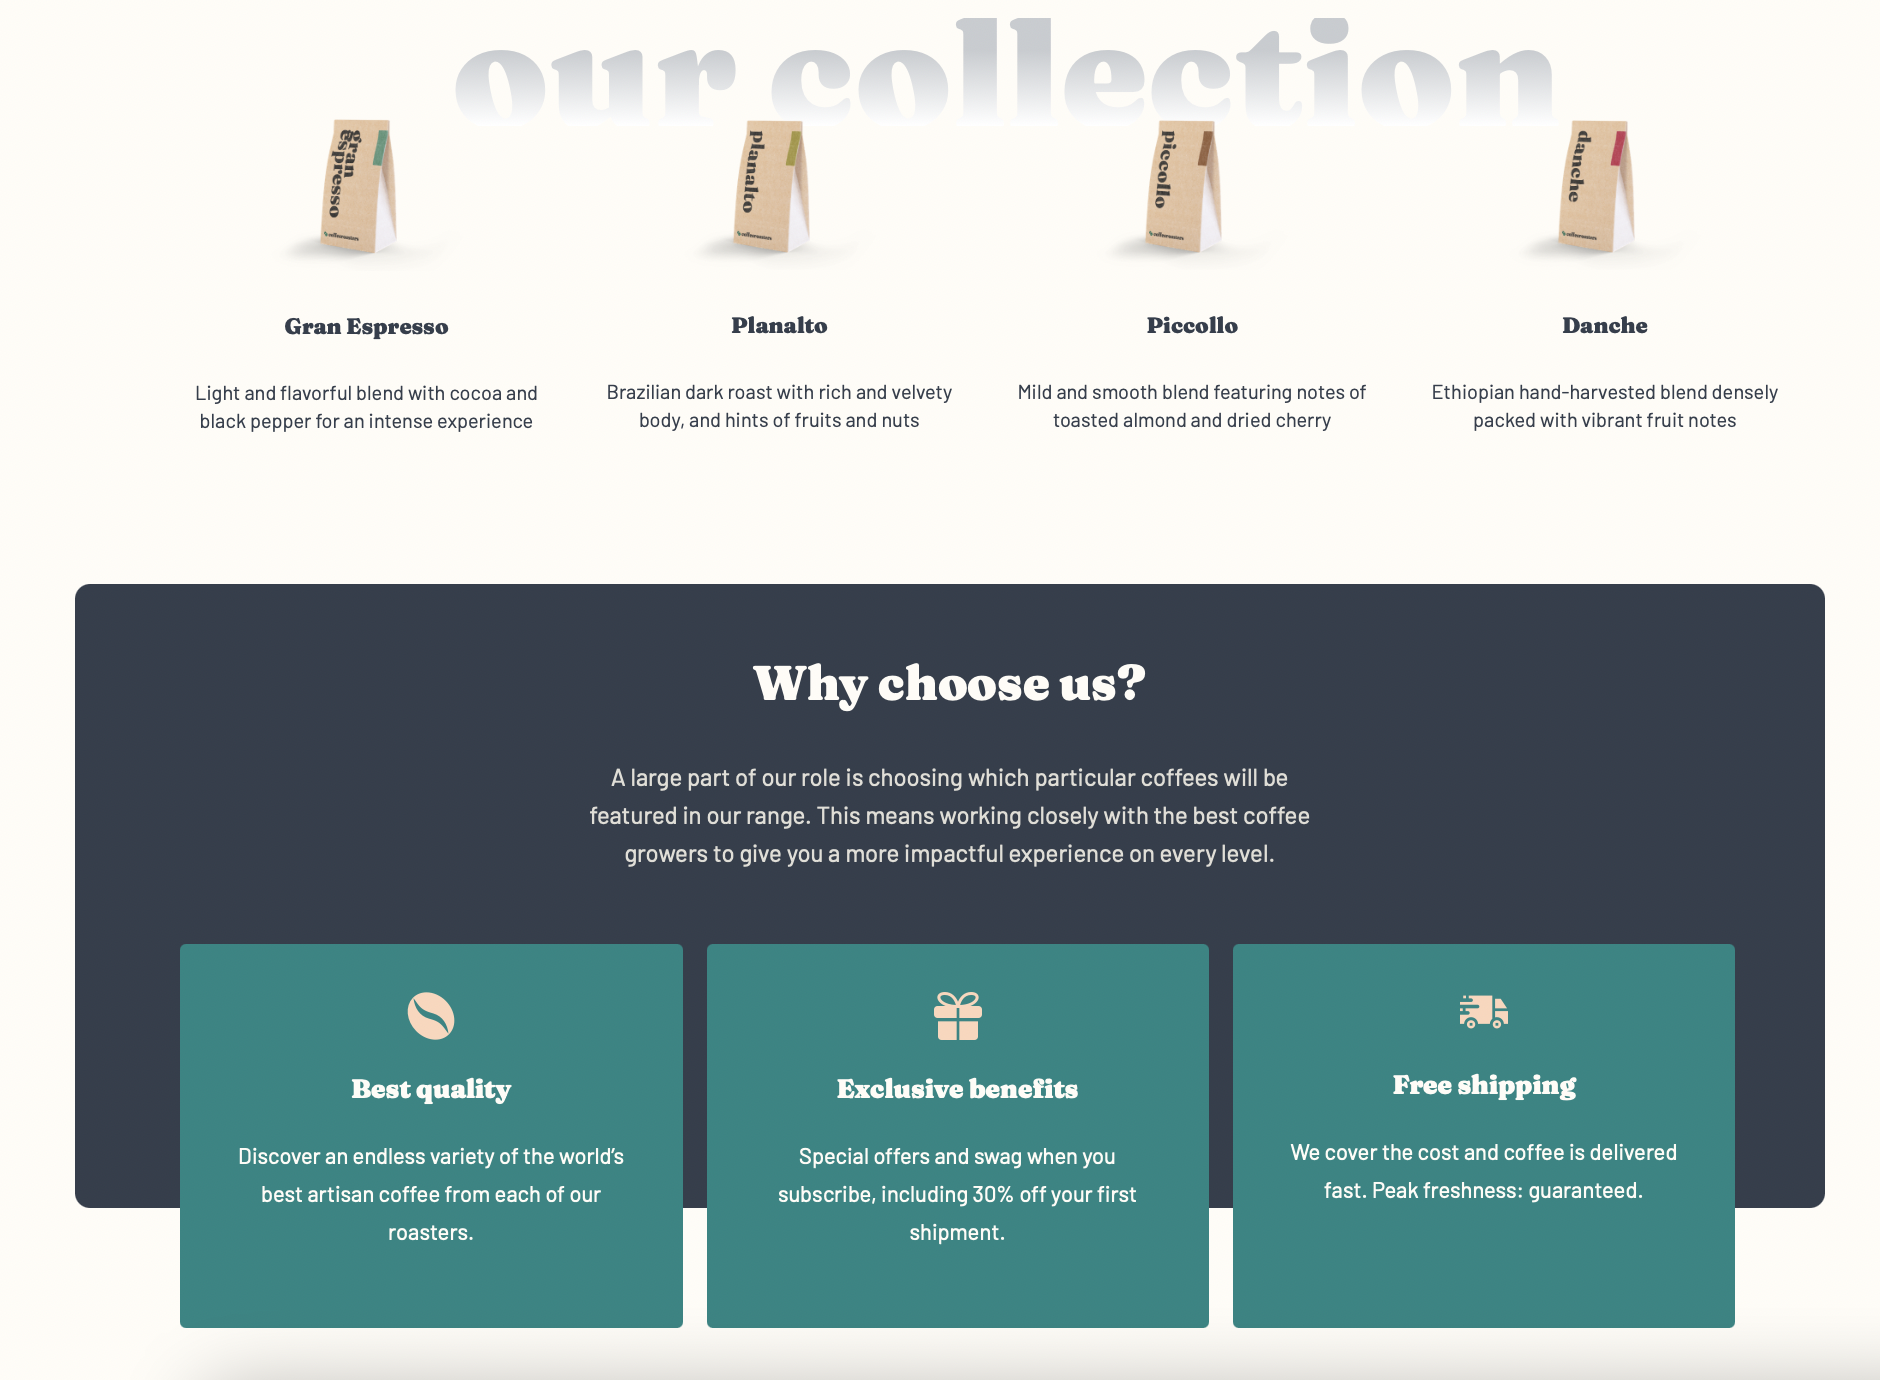 our collection
gran
espresso
planalto
piccollo
danche
Gran Espresso
Planalto
Piccollo
Danche
Light and flavorful blend with cocoa and
black pepper for an intense experience
Brazilian dark roast with rich and velvety
body, and hints of fruits and nuts
Mild and smooth blend featuring notes of
toasted almond and dried cherry
Ethiopian hand-harvested blend densely
packed with vibrant fruit notes
Why choose us?
A large part of our role is choosing which particular coffees will be
featured in our range. This means working closely with the best coffee
growers to give you a more impactful experience on every level.
Best quality
Discover an endless variety of the world’s
best artisan coffee from each of our
roasters.
Exclusive benefits
Special offers and swag when you
subscribe, including 30% off your first
shipment.
Free shipping
We cover the cost and coffee is delivered
fast. Peak freshness: guaranteed.